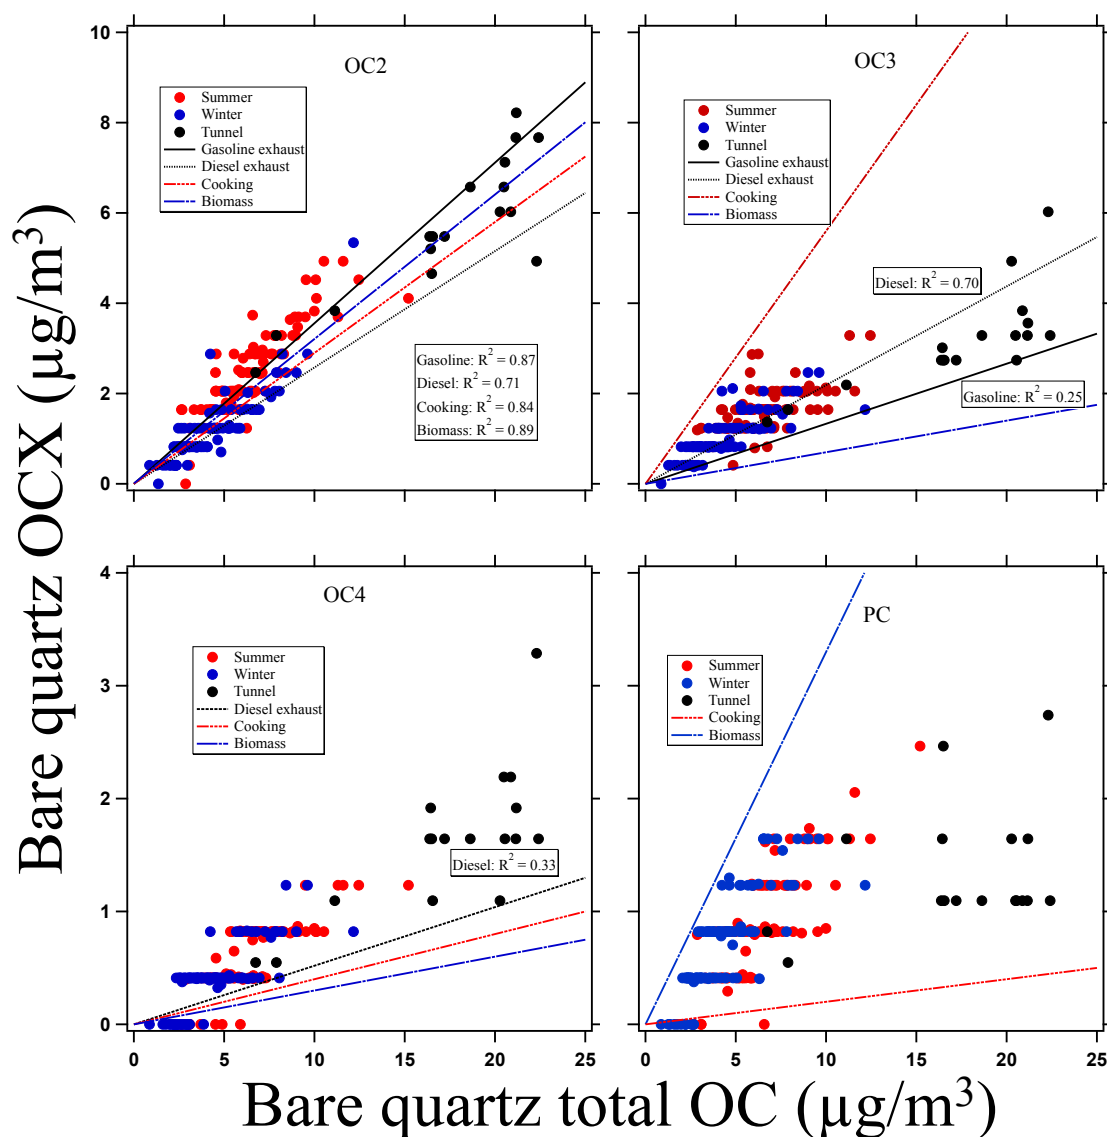 Bare quartz OCX (µg/m³)
10
8
6
4
2
0
OC2
Summer
Winter
Tunnel
Gasoline exhaust
Diesel exhaust
Cooking
Biomass
Gasoline: R² = 0.87
Diesel: R² = 0.71
Cooking: R² = 0.84
Biomass: R² = 0.89
OC3
Summer
Winter
Tunnel
Gasoline exhaust
Diesel exhaust
Cooking
Biomass
Diesel: R² = 0.70
Gasoline: R² = 0.25
4
3
2
1
0
OC4
Summer
Winter
Tunnel
Diesel exhaust
Cooking
Biomass
Diesel: R² = 0.33
0 5 10 15 20 25
PC
Summer
Winter
Tunnel
Cooking
Biomass
0 5 10 15 20 25
Bare quartz total OC (µg/m³)